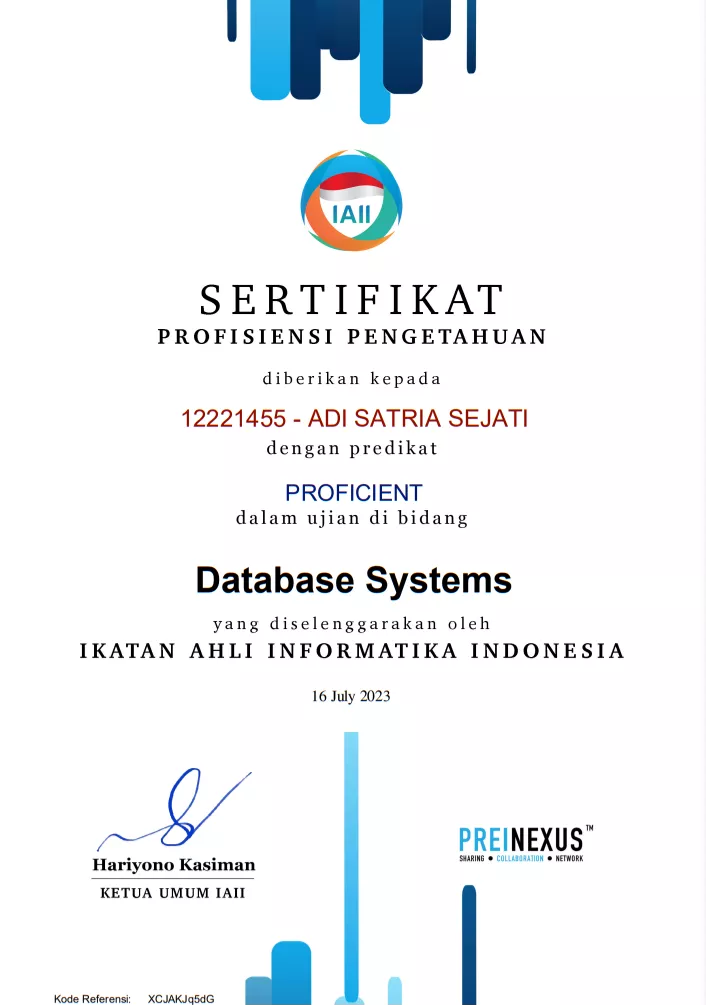 IAII
SERTIFIKAT
PROFISIENSI PENGETAHUAN
diberikan kepada
12221455 - ADI SATRIA SEJATI
dengan predikat
PROFICIENT
dalam ujian di bidang
Database Systems
yang diselenggarakan oleh
IKATAN AHLI INFORMATIKA INDONESIA
16 July 2023
Hariyono Kasiman
KETUA UMUM IAII
PREINEXUS™
SHARING ● COLLABORATION ● NETWORK
Kode Referensi: XCJAKJq5dG